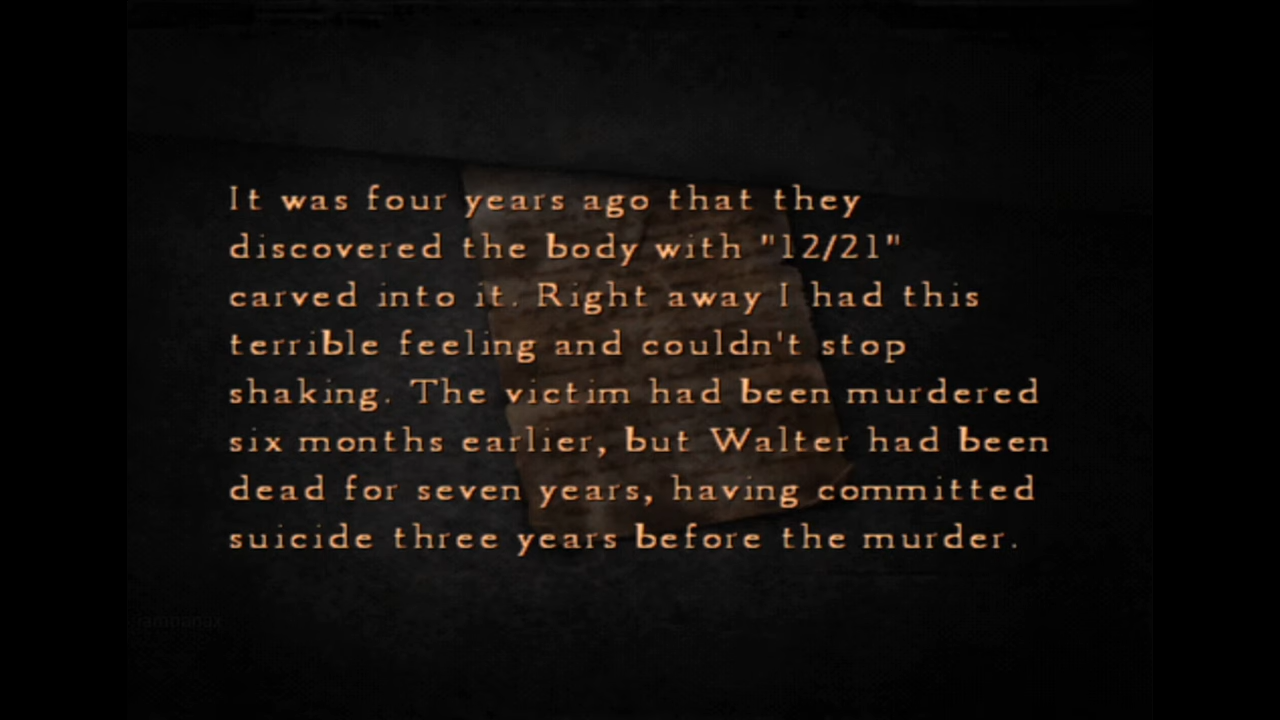 It was four years ago that they
discovered the body with "12/21"
carved into it. Right away I had this
terrible feeling and couldn't stop
shaking. The victim had been murdered
six months earlier, but Walter had been
dead for seven years, having committed
suicide three years before the murder.